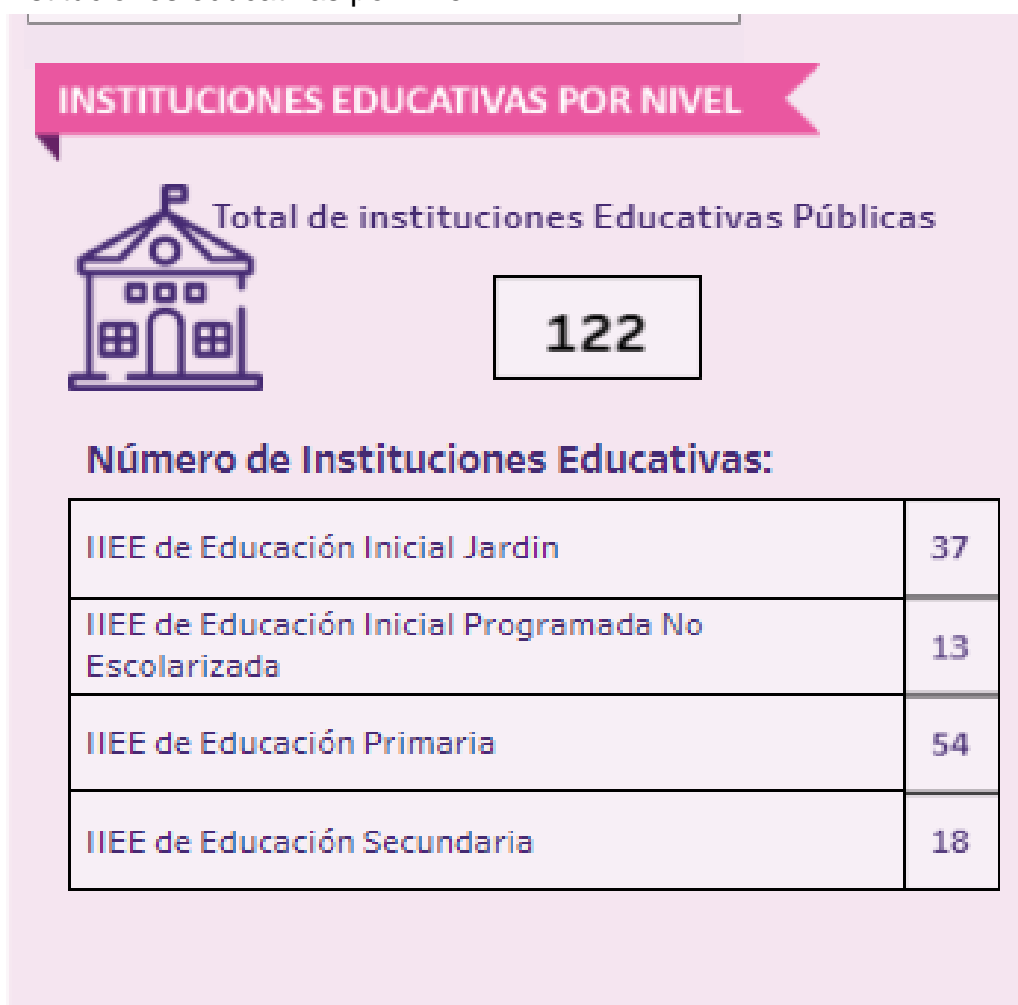 INSTITUCIONES EDUCATIVAS POR NIVEL
Total de instituciones Educativas Públicas
122
Número de Instituciones Educativas:
IIEE de Educación Inicial Jardin 37
IIEE de Educación Inicial Programada No
Escolarizada 13
IIEE de Educación Primaria 54
IIEE de Educación Secundaria 18